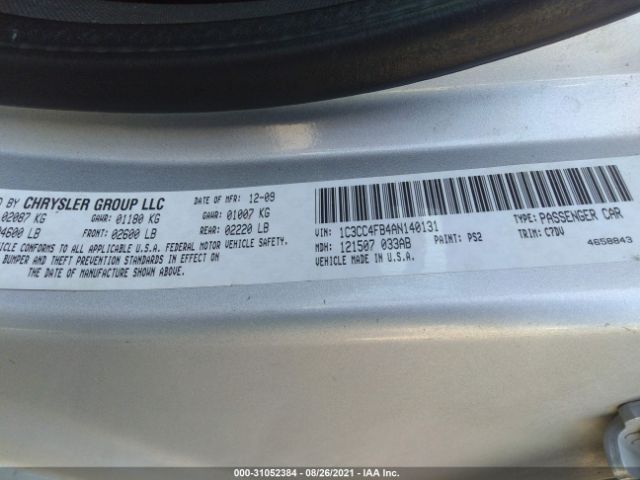 D BY CHRYSLER GROUP LLC DATE OF MFR: 12-09
02087 KG GAWR: 01180 KG GAWR: 01007 KG
4600 LB FRONT: 02600 LB REAR: 02220 LB
EHICLE CONFORMS TO ALL APPLICABLE U.S.A. FEDERAL MOTOR VEHICLE SAFETY,
BUMPER AND THEFT PREVENTION STANDARDS IN EFFECT ON
THE DATE OF MANUFACTURE SHOWN ABOVE.
VIN: 1C3CC4FB4AN140131 TYPE: PASSENGER CAR
MDH: 121507 033AB PAINT: PS2 TRIM: C7DV
VEHICLE MADE IN U.S.A. 4658843
000-31052384 | 08/26/2021 | IAA Inc.